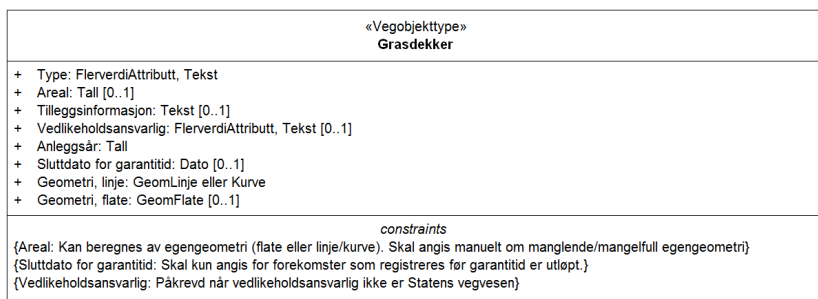 «Vegobjekttype»
Grasdekker
+ Type: FlerverdiAttributt, Tekst
+ Areal: Tall [0..1]
+ Tilleggsinformasjon: Tekst [0..1]
+ Vedlikeholdsansvarlig: FlerverdiAttributt, Tekst [0..1]
+ Anleggsår: Tall
+ Sluttdato for garantitid: Dato [0..1]
+ Geometri, linje: GeomLinje eller Kurve
+ Geometri, flate: GeomFlate [0..1]
constraints
{Areal: Kan beregnes av egengeometri (flate eller linje/kurve). Skal angis manuelt om manglende/mangelfull egengeometri}
{Sluttdato for garantitid: Skal kun angis for forekomster som registreres før garantitid er utløpt.}
{Vedlikeholdsansvarlig: Påkrevd når vedlikeholdsansvarlig ikke er Statens vegvesen}